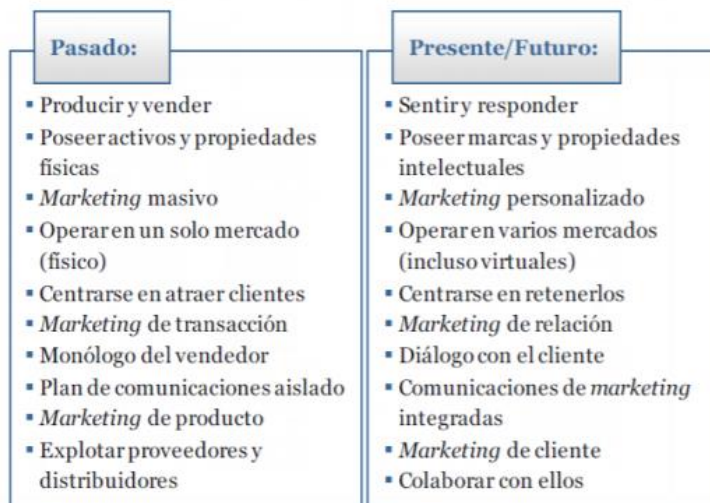 Pasado:
▪ Producir y vender
▪ Poseer activos y propiedades
físicas
▪ Marketing masivo
▪ Operar en un solo mercado
(físico)
▪ Centrarse en atraer clientes
▪ Marketing de transacción
▪ Monólogo del vendedor
▪ Plan de comunicaciones aislado
▪ Marketing de producto
▪ Explotar proveedores y
distribuidores
Presente/Futuro:
▪ Sentir y responder
▪ Poseer marcas y propiedades
intelectuales
▪ Marketing personalizado
▪ Operar en varios mercados
(incluso virtuales)
▪ Centrarse en retenerlos
▪ Marketing de relación
▪ Diálogo con el cliente
▪ Comunicaciones de marketing
integradas
▪ Marketing de cliente
▪ Colaborar con ellos